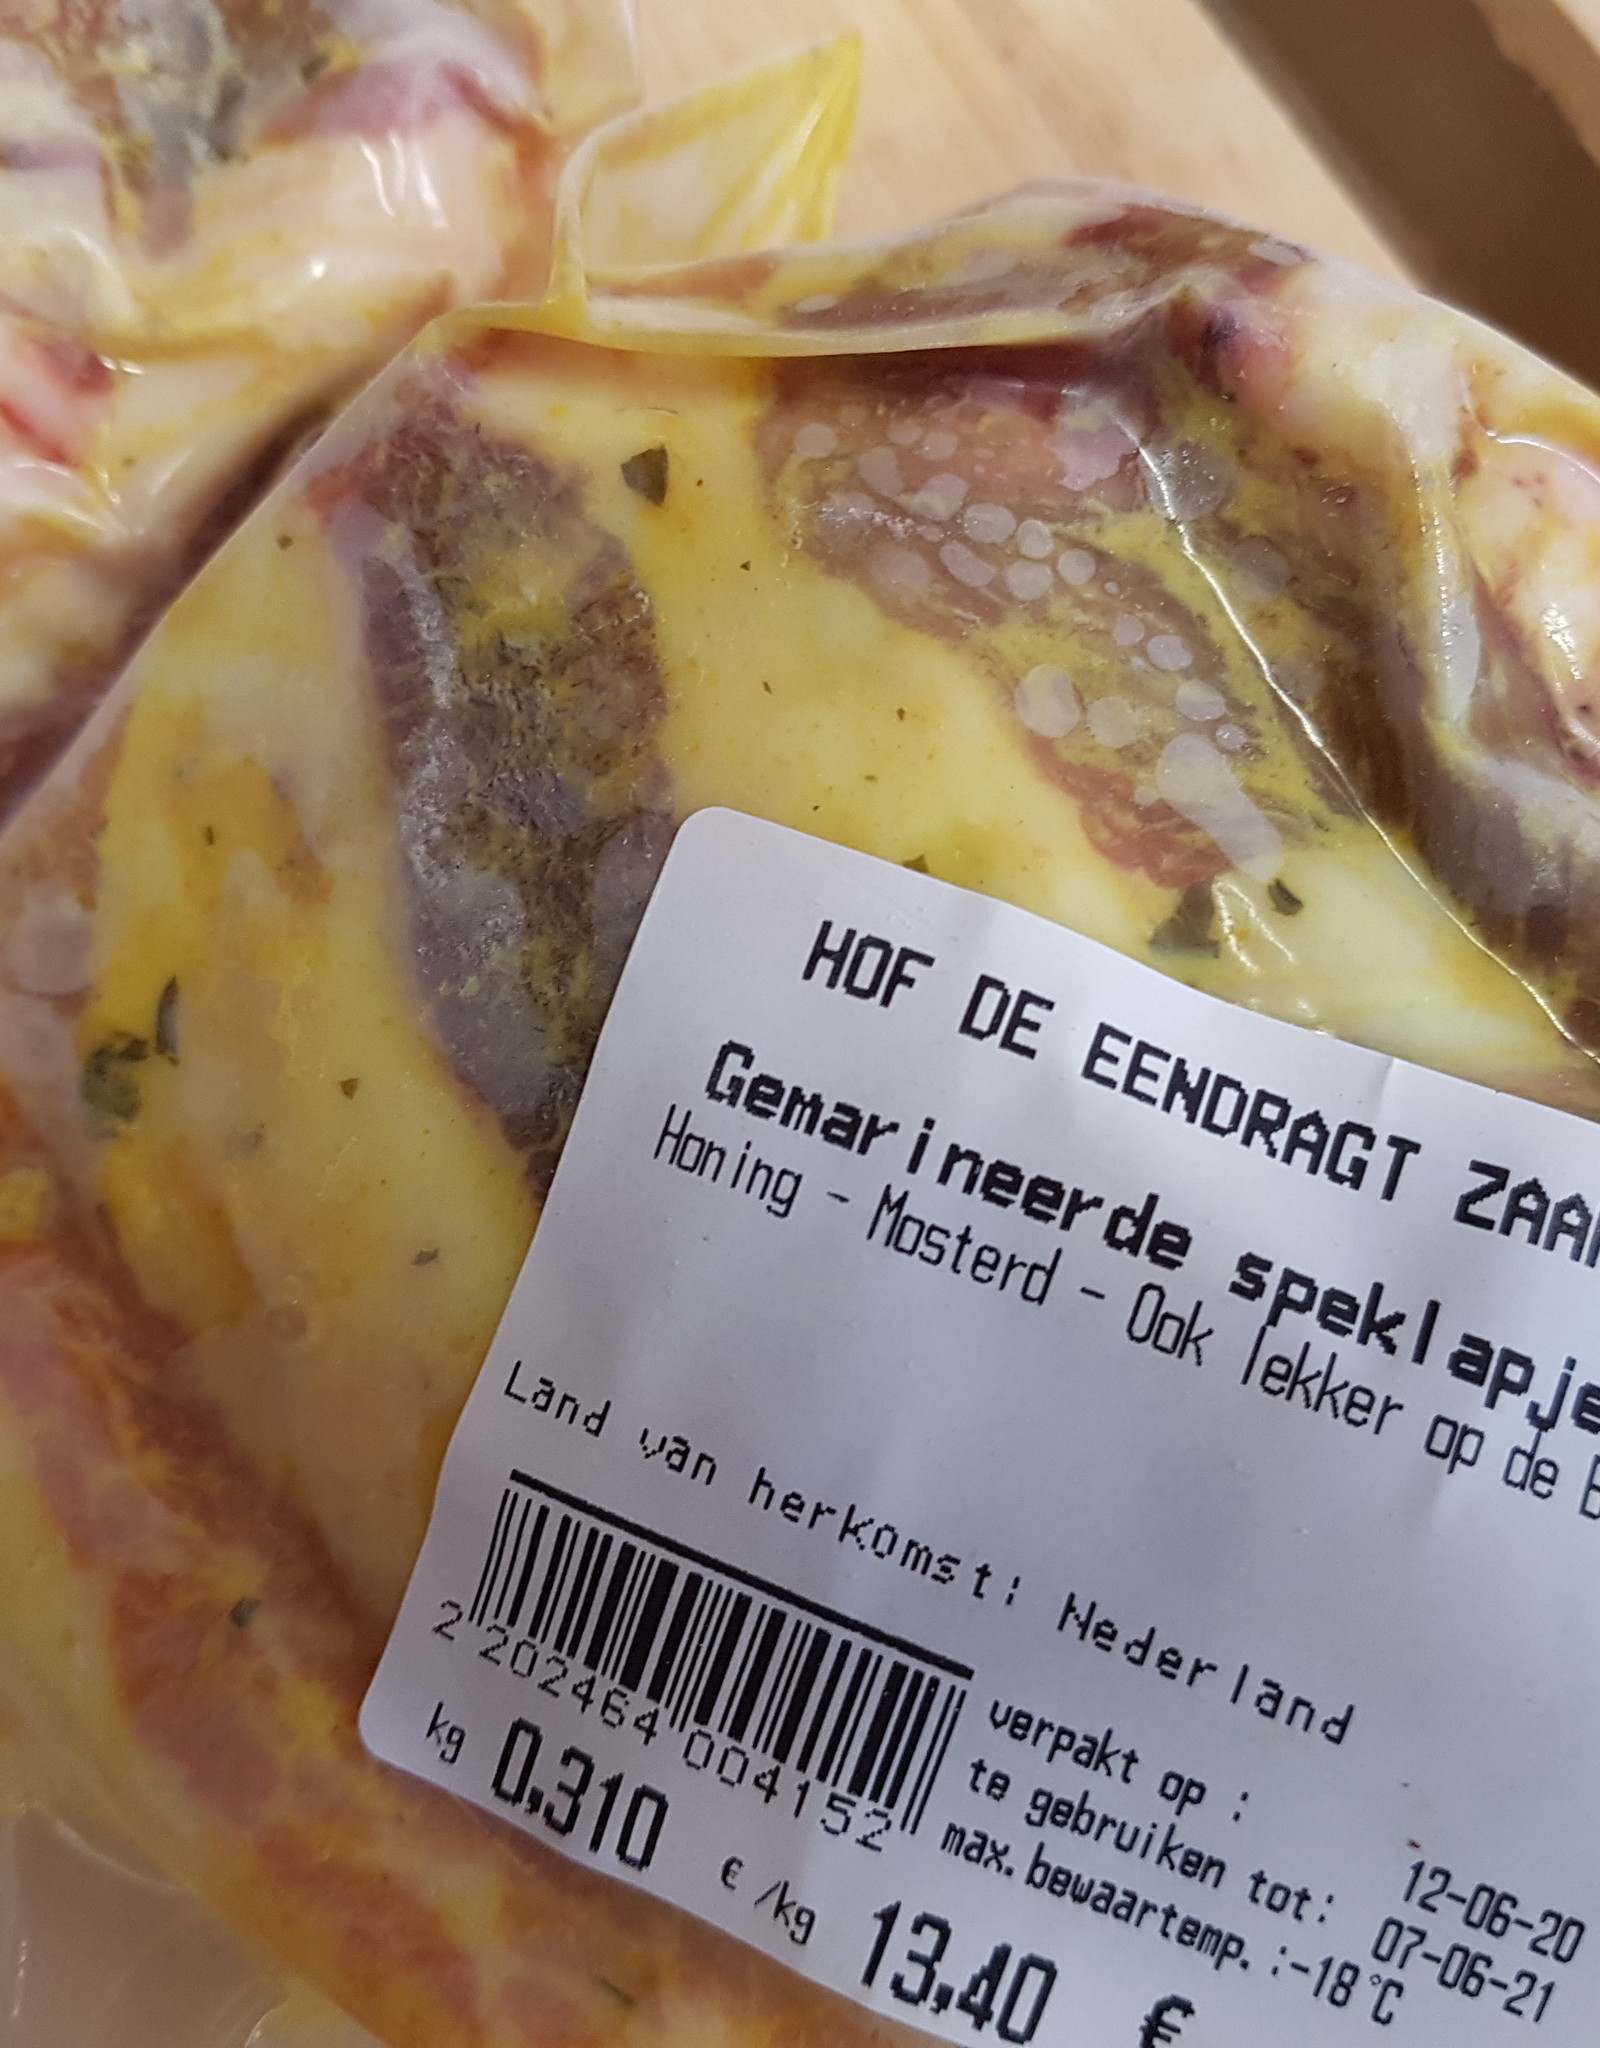 HOF DE EENDRAGT
Gemarineerde speklapje
Honing - Mosterd - Ook lekker op de
Land van herkomst: Nederland
2 202464 004152
verpakt op : 12-06-20
te gebruiken tot: 07-06-21
max.bewaartemp.:-18°C
kg 0,310 € /kg 13,40 €